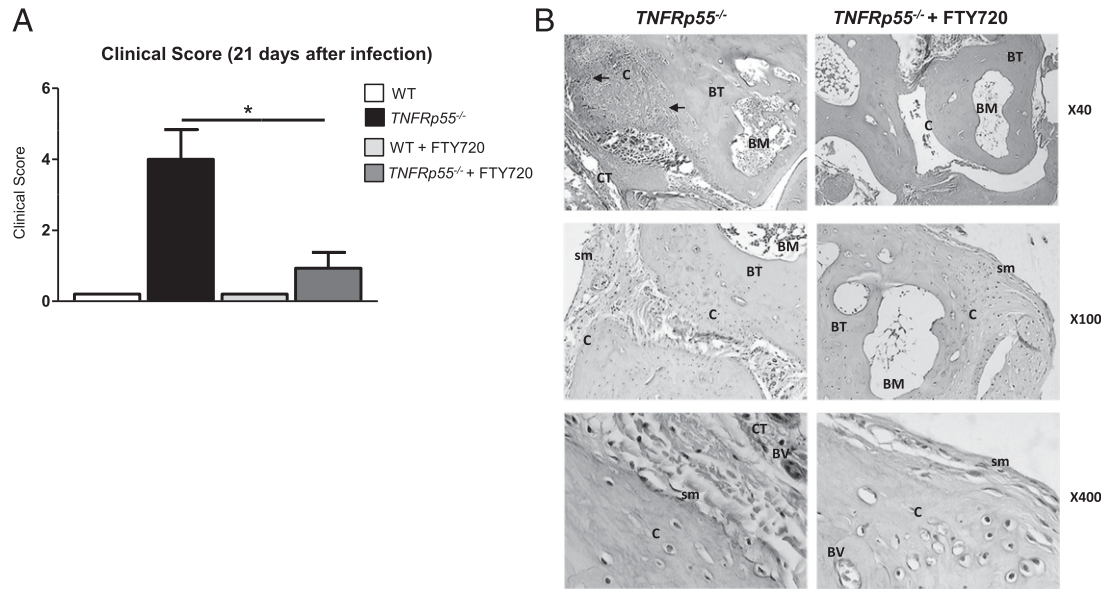 A
Clinical Score (21 days after infection)
Clinical Score
6
4
2
0
*
WT
TNFRp55-/-
WT + FTY720
TNFRp55-/- + FTY720
B
TNFRp55-/-
TNFRp55-/- + FTY720
C
BT
BM
CT
BT
BM
C
X40
sm
BM
BT
C
C
sm
C
BT
BM
X100
CT
BV
sm
C
sm
C
BV
X400